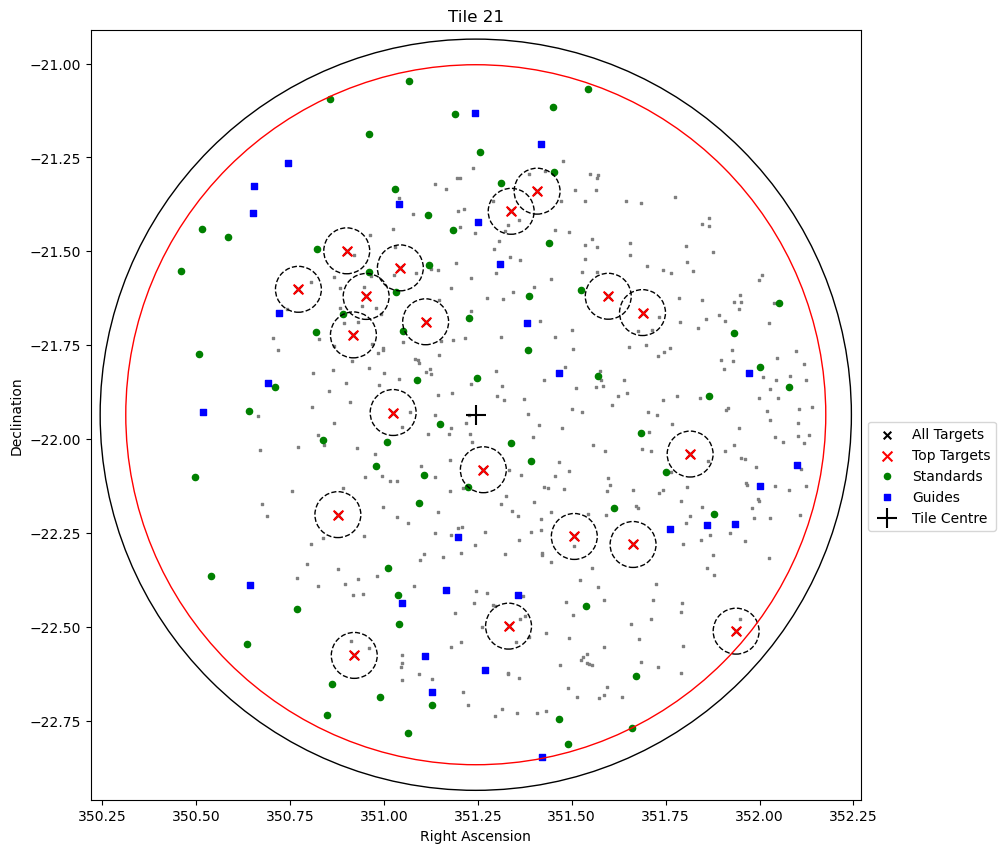 Tile 21
−21.00
−21.25
−21.50
−21.75
−22.00
−22.25
−22.50
−22.75
Declination
350.25 350.50 350.75 351.00 351.25 351.50 351.75 352.00 352.25
Right Ascension
All Targets
Top Targets
Standards
Guides
Tile Centre